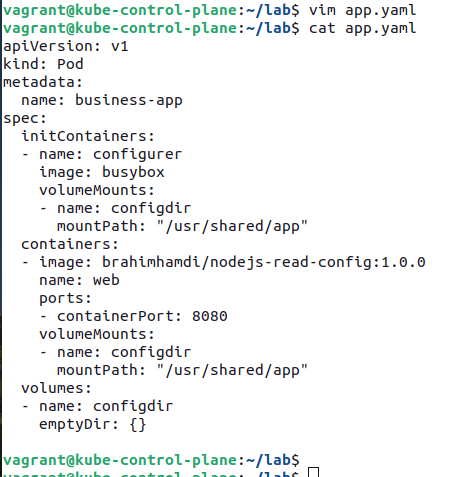 vagrant@kube-control-plane:~/lab$ vim app.yaml
vagrant@kube-control-plane:~/lab$ cat app.yaml
apiVersion: v1
kind: Pod
metadata:
  name: business-app
spec:
  initContainers:
  - name: configurer
    image: busybox
    volumeMounts:
    - name: configdir
      mountPath: "/usr/shared/app"
  containers:
  - image: brahimhamdi/nodejs-read-config:1.0.0
    name: web
    ports:
    - containerPort: 8080
    volumeMounts:
    - name: configdir
      mountPath: "/usr/shared/app"
  volumes:
  - name: configdir
    emptyDir: {}
vagrant@kube-control-plane:~/lab$
vagrant@kube-control-plane:~/lab$